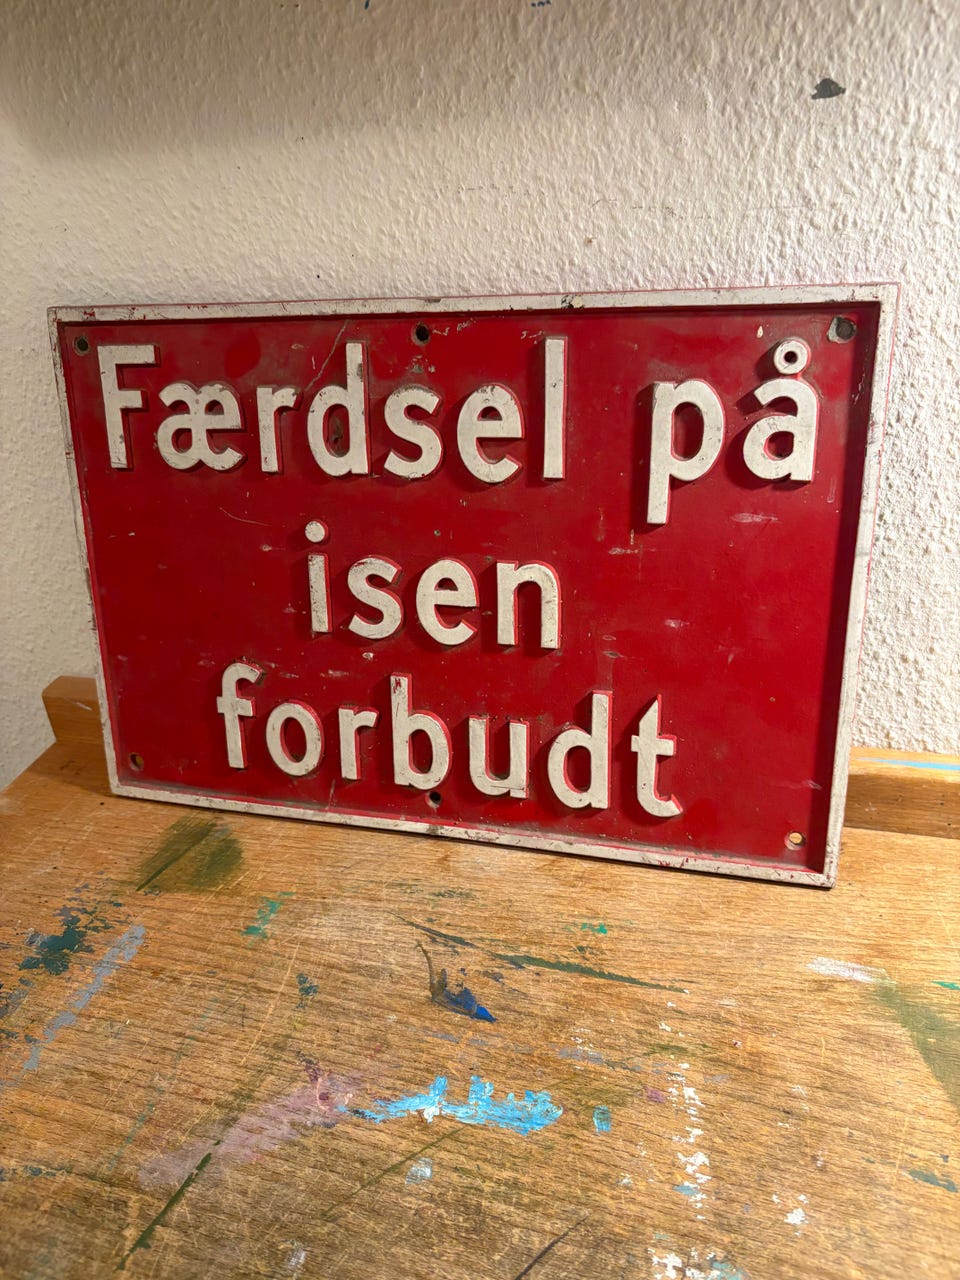 Færdsel på
isen
forbudt